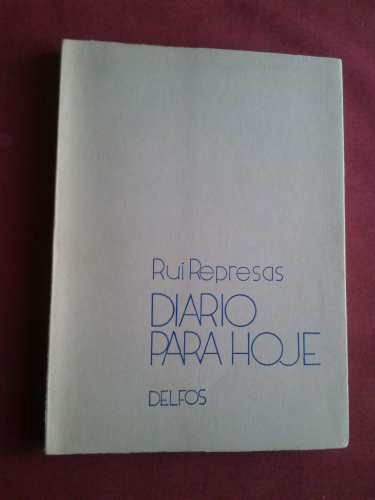 Rui Represas
DIARIO
PARA HOJE
DELFOS